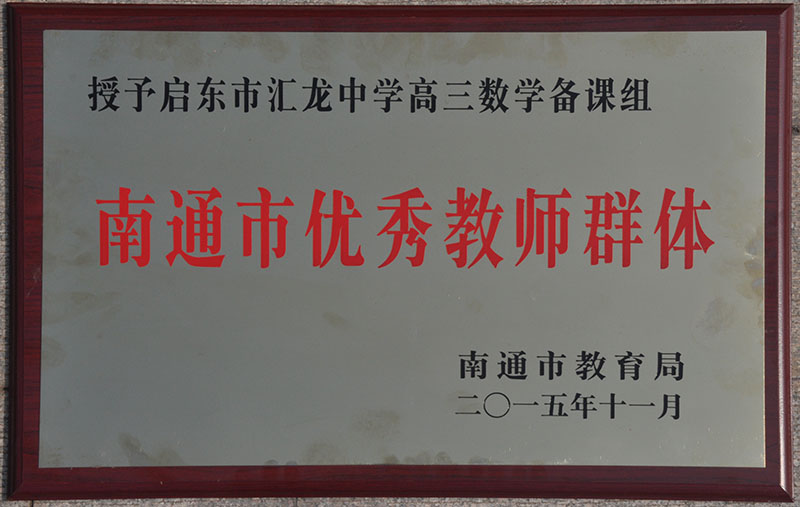 授予启东市汇龙中学高三数学备课组
南通市优秀教师群体
南通市教育局
二〇一五年十一月